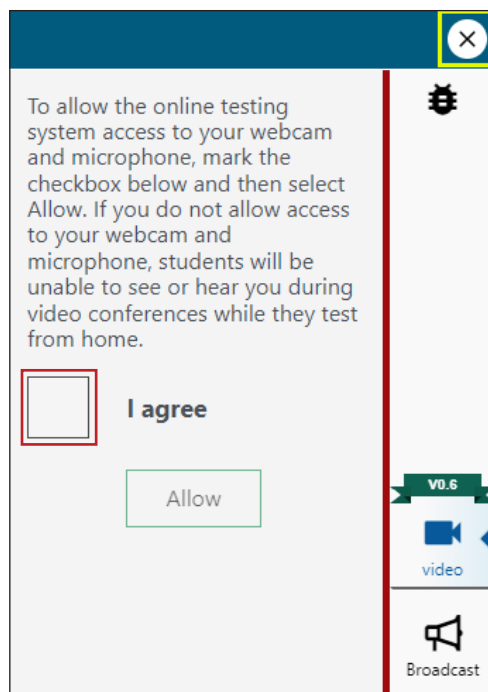 To allow the online testing
system access to your webcam
and microphone, mark the
checkbox below and then select
Allow. If you do not allow access
to your webcam and
microphone, students will be
unable to see or hear you during
video conferences while they test
from home.
I agree
Allow
V0.6
video
Broadcast